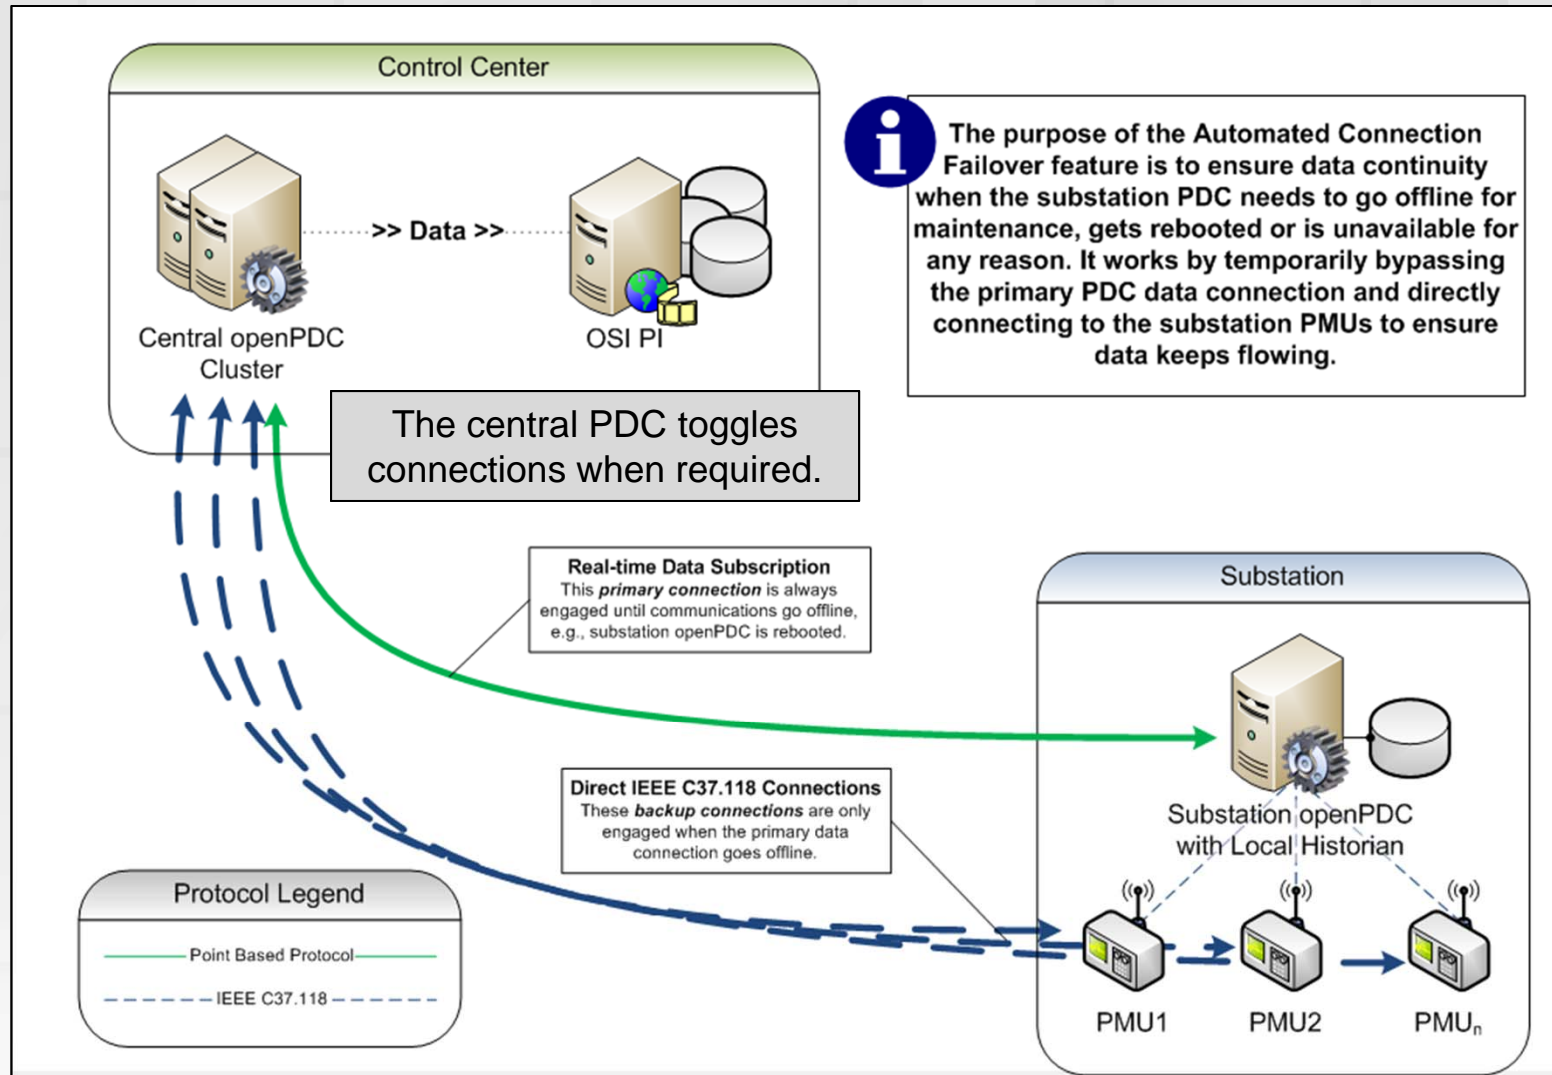 Control Center
>> Data >>
Central openPDC
Cluster
OSI PI
i
The purpose of the Automated Connection
Failover feature is to ensure data continuity
when the substation PDC needs to go offline for
maintenance, gets rebooted or is unavailable for
any reason. It works by temporarily bypassing
the primary PDC data connection and directly
connecting to the substation PMUs to ensure
data keeps flowing.
The central PDC toggles
connections when required.
Real-time Data Subscription
This primary connection is always
engaged until communications go offline,
e.g., substation openPDC is rebooted.
Substation
Substation openPDC
with Local Historian
Direct IEEE C37.118 Connections
These backup connections are only
engaged when the primary data
connection goes offline.
PMU1
PMU2
PMUn
Protocol Legend
Point Based Protocol
IEEE C37.118